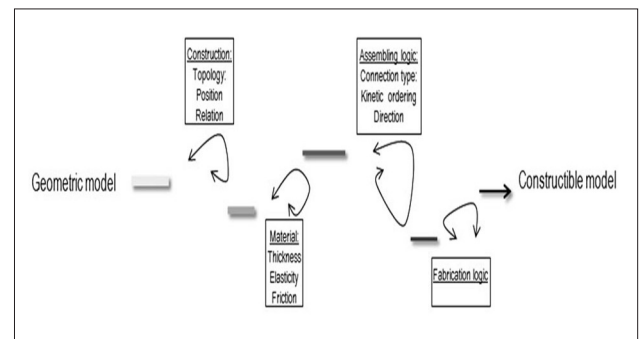 Construction:
Topology:
Position
Relation
Assembling logic:
Connection type:
Kinetic ordering
Direction
Geometric model
Constructible model
Material:
Thickness
Elasticity
Friction
Fabrication logic